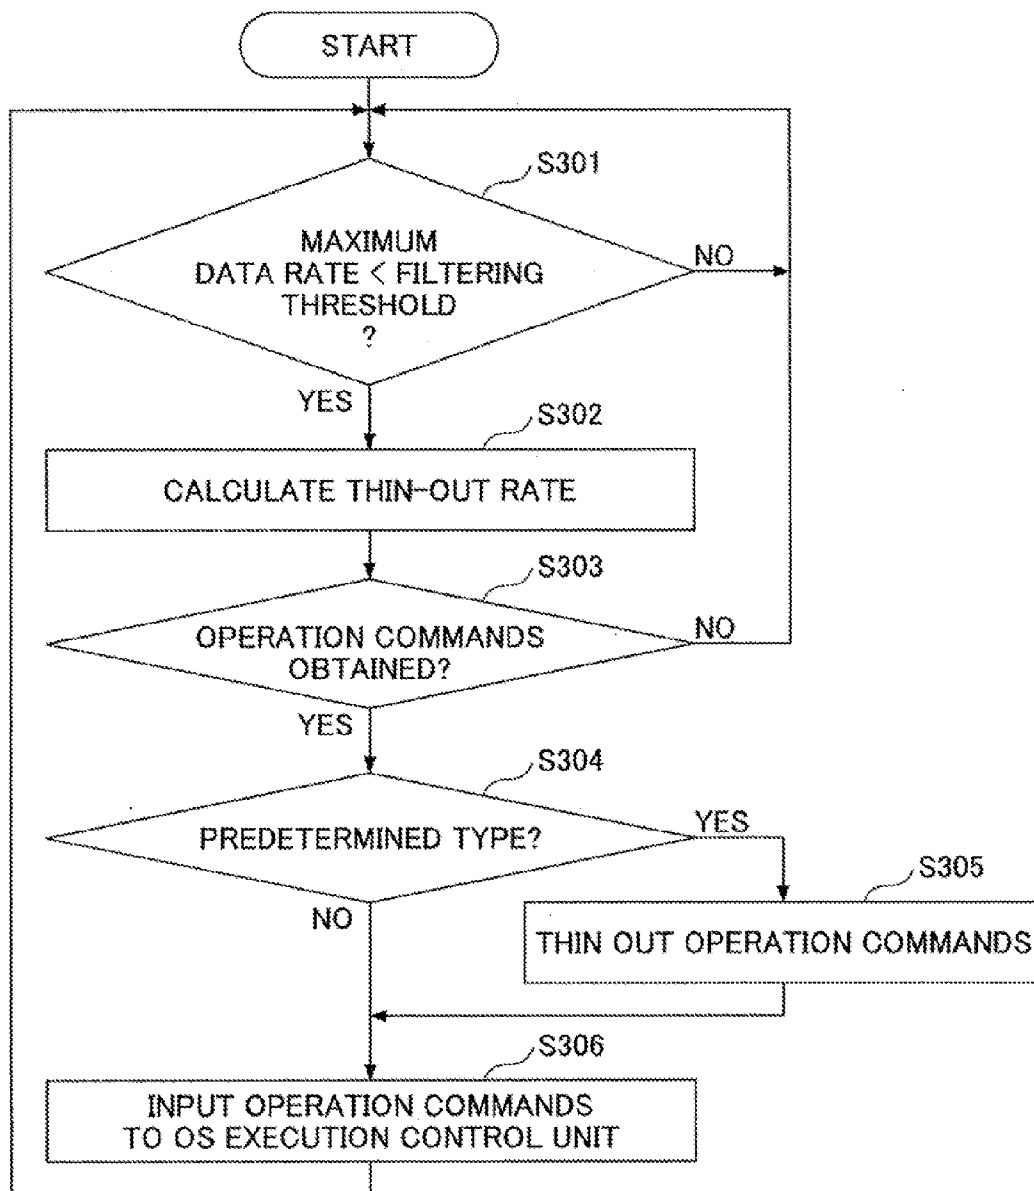 START
S301
MAXIMUM
DATA RATE < FILTERING
THRESHOLD
?
NO
YES
S302
CALCULATE THIN-OUT RATE
S303
OPERATION COMMANDS
OBTAINED?
NO
YES
S304
PREDETERMINED TYPE?
YES
NO
S305
THIN OUT OPERATION COMMANDS
S306
INPUT OPERATION COMMANDS
TO OS EXECUTION CONTROL UNIT